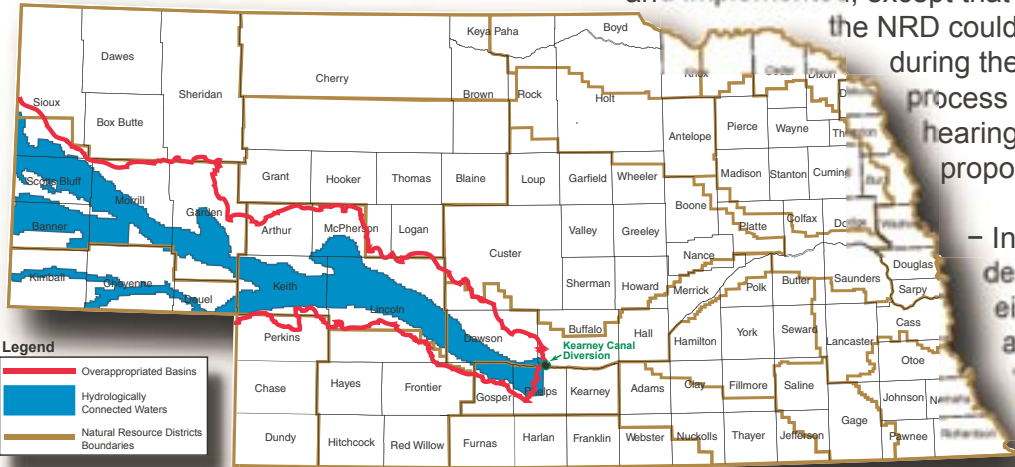 and implemented, except that
the NRD could
during the
process
hearing
propo
– In
de
ei
a
Keya Paha
Boyd
Dawes
Cherry
Knox
Cedar
Dixon
Sioux
Sheridan
Brown
Rock
Holt
Box Butte
Antelope
Pierce
Wayne
Scotts Bluff
Morrill
Grant
Hooker
Thomas
Blaine
Loup
Garfield
Wheeler
Madison
Stanton
Cuming
Burt
Garden
Boone
Banner
Arthur
McPherson
Logan
Custer
Valley
Greeley
Platte
Colfax
Dodge
Nance
Douglas
Kimball
Cheyenne
Deuel
Keith
Lincoln
Sherman
Howard
Merrick
Polk
Butler
Saunders
Sarpy
Buffalo
Hall
Hamilton
York
Seward
Lancaster
Cass
Perkins
Dawson
Kearney Canal
Diversion
Otoe
Legend
Overappropriated Basins
Hydrologically
Connected Waters
Natural Resource Districts
Boundaries
Chase
Hayes
Frontier
Gosper
Phelps
Kearney
Adams
Clay
Fillmore
Saline
Johnson
Gage
Dundy
Hitchcock
Red Willow
Furnas
Harlan
Franklin
Webster
Nuckolls
Thayer
Jefferson
Pawnee
Richardson